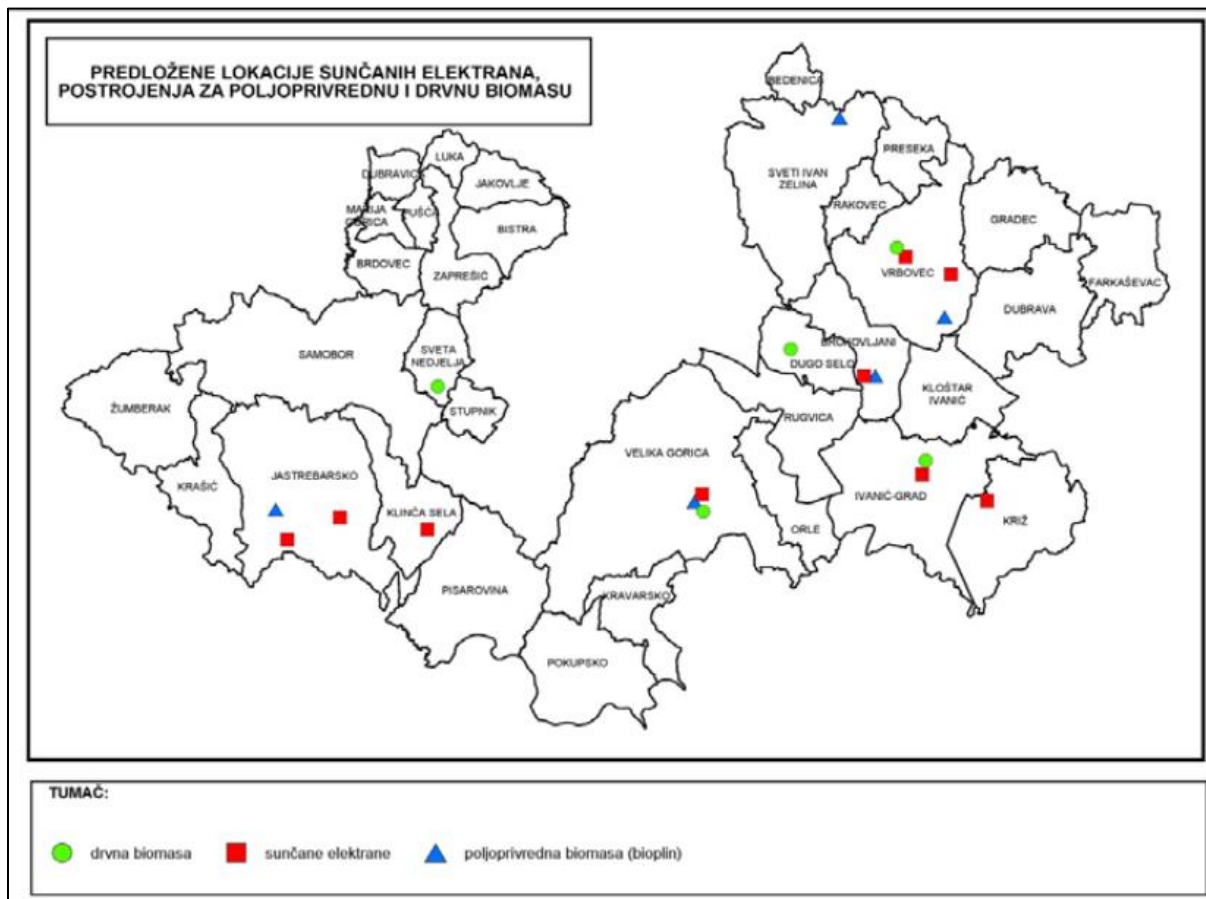 PREDLOŽENE LOKACIJE SUNČANIH ELEKTRANA,
POSTROJENJA ZA POLJOPRIVREDNU I DRVNU BIOMASU
BEDENICA
LUKA
PRESEKA
DUBRAVICA
SVETI IVAN
ZELINA
JAKOVLJE
RAKOVEC
MARIJA
GORICA
PUŠĆA
GRADEC
BISTRA
BRDOVEC
ZAPREŠIĆ
VRBOVEC
FARKAŠEVAC
DUBRAVA
SAMOBOR
SVETA
NEDJELJA
BRCKOVLJANI
DUGO SELO
ŽUMBERAK
STUPNIK
KLOŠTAR
IVANIĆ
RUGVICA
VELIKA GORICA
JASTREBARSKO
KRAŠIĆ
KLINČA SELA
IVANIĆ-GRAD
KRIŽ
ORLE
PISAROVINA
KRAVARSKO
POKUPSKO
TUMAČ:
drvna biomasa
sunčane elektrane
poljoprivredna biomasa (bioplin)